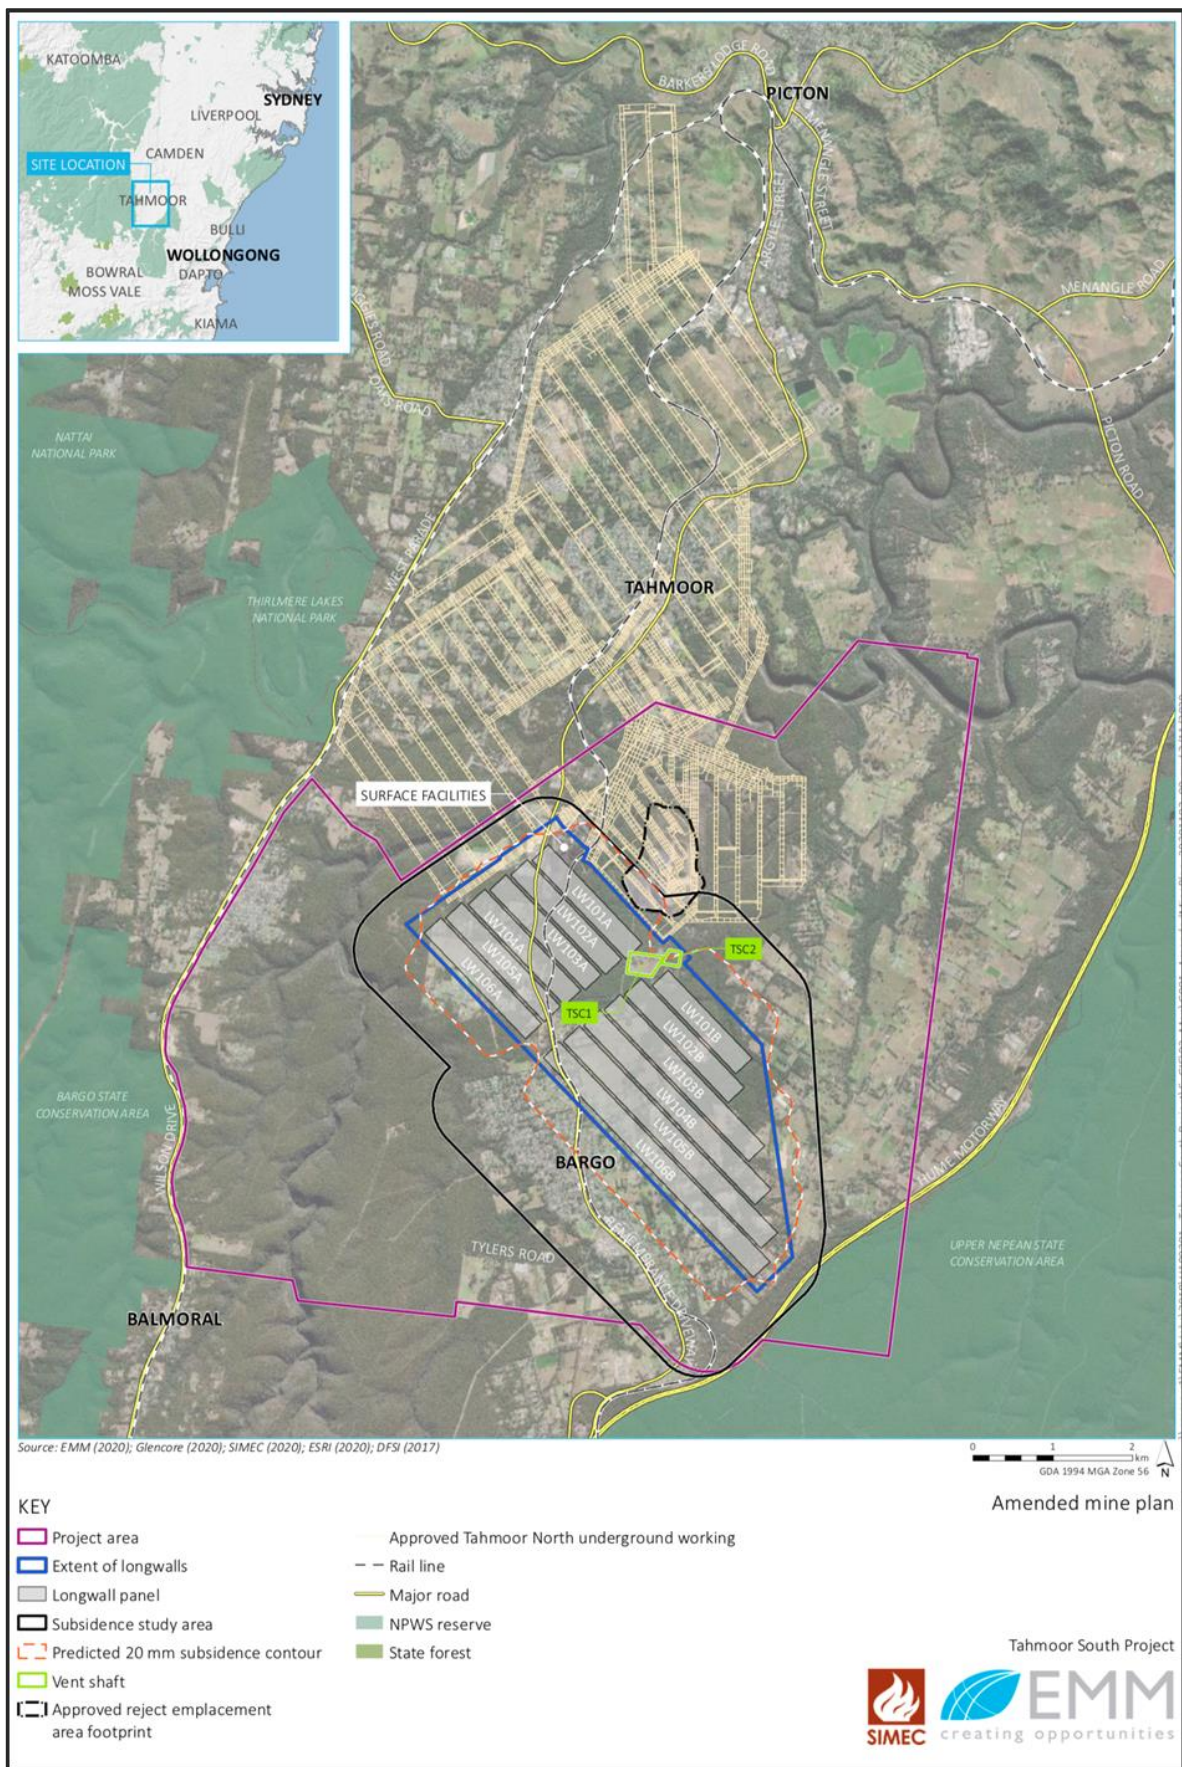 KATOOMBA
SYDNEY
LIVERPOOL
CAMDEN
SITE LOCATION
TAHMOOR
BULLI
WOLLONGONG
BOWRAL
DAPTO
MOSS VALE
KIAMA
BARKERS LODGE ROAD
PICTON
MENANGLE STREET
ARGYLE STREET
MENANGLE ROAD
PICTON ROAD
NATTAI
NATIONAL PARK
THIRLMERE LAKES
NATIONAL PARK
TAHMOOR
SURFACE FACILITIES
LW101A
LW102A
LW103A
LW104A
LW105A
LW106A
TSC2
TSC1
LW101B
LW102B
LW103B
LW104B
LW105B
LW106B
BARGO STATE
CONSERVATION AREA
WILSON DRIVE
BARGO
HUME MOTORWAY
TYLERS ROAD
REMEMBRANCE DRIVEWAY
UPPER NEPEAN STATE
CONSERVATION AREA
BALMORAL
Source: EMM (2020); Glencore (2020); SIMEC (2020); ESRI (2020); DFSI (2017)
0 1 2
km
GDA 1994 MGA Zone 56 N
KEY
Amended mine plan
Project area
Extent of longwalls
Longwall panel
Subsidence study area
Predicted 20 mm subsidence contour
Vent shaft
Approved reject emplacement
area footprint
Approved Tahmoor North underground working
Rail line
Major road
NPWS reserve
State forest
Tahmoor South Project
SIMEC
EMM
creating opportunities